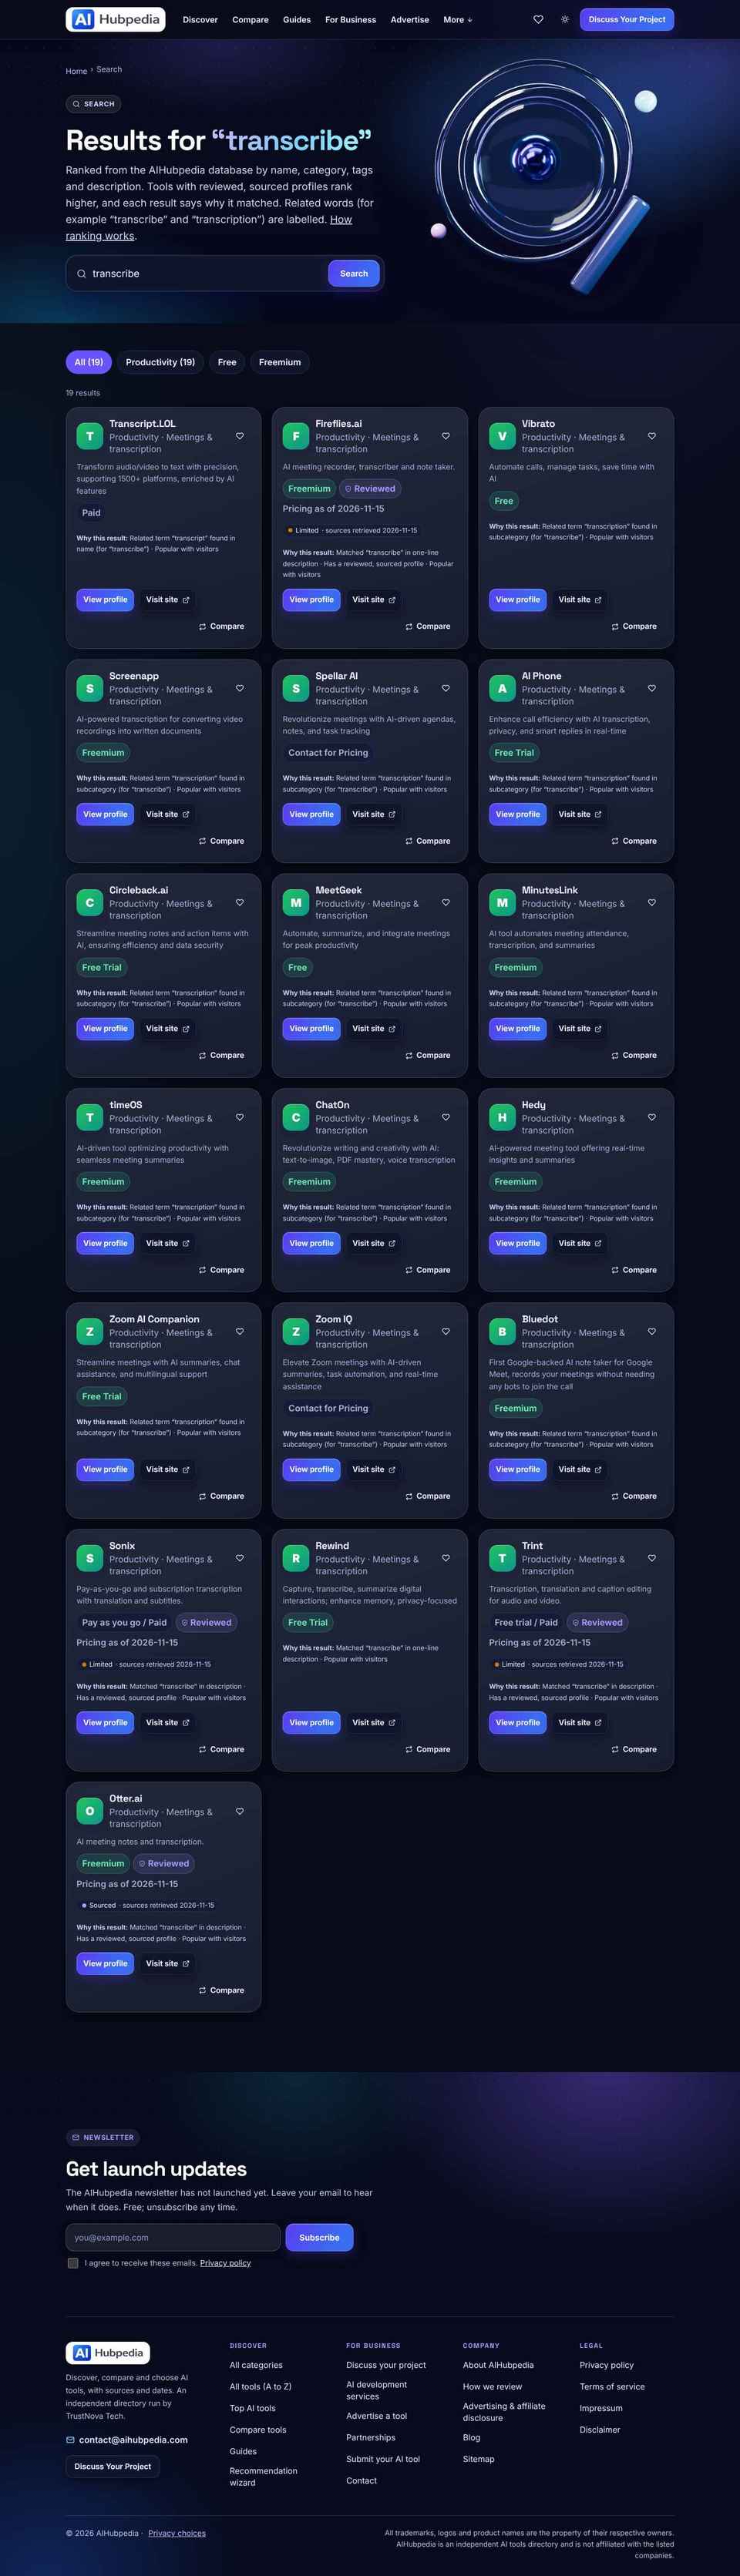 AI Hubpedia
Discover Compare Guides For Business Advertise More
Discuss Your Project
Home › Search
SEARCH
Results for “transcribe”
Ranked from the AIHubpedia database by name, category, tags
and description. Tools with reviewed, sourced profiles rank
higher, and each result says why it matched. Related words (for
example “transcribe” and “transcription”) are labelled. How
ranking works.
transcribe
Search
All (19) Productivity (19) Free Freemium
19 results
T
Transcript.LOL
Productivity · Meetings &
transcription
Transform audio/video to text with precision,
supporting 1500+ platforms, enriched by AI
features
Paid
Why this result: Related term “transcript” found in
name (for “transcribe”) · Popular with visitors
View profile Visit site
Compare
F
Fireflies.ai
Productivity · Meetings &
transcription
AI meeting recorder, transcriber and note taker.
Freemium Reviewed
Pricing as of 2026-11-15
Limited · sources retrieved 2026-11-15
Why this result: Matched “transcribe” in one-line
description · Has a reviewed, sourced profile · Popular
with visitors
View profile Visit site
Compare
V
Vibrato
Productivity · Meetings &
transcription
Automate calls, manage tasks, save time with
AI
Free
Why this result: Related term “transcription” found in
subcategory (for “transcribe”) · Popular with visitors
View profile Visit site
Compare
S
Screenapp
Productivity · Meetings &
transcription
AI-powered transcription for converting video
recordings into written documents
Freemium
Why this result: Related term “transcription” found in
subcategory (for “transcribe”) · Popular with visitors
View profile Visit site
Compare
S
Spellar AI
Productivity · Meetings &
transcription
Revolutionize meetings with AI-driven agendas,
notes, and task tracking
Contact for Pricing
Why this result: Related term “transcription” found in
subcategory (for “transcribe”) · Popular with visitors
View profile Visit site
Compare
A
AI Phone
Productivity · Meetings &
transcription
Enhance call efficiency with AI transcription,
privacy, and smart replies in real-time
Free Trial
Why this result: Related term “transcription” found in
subcategory (for “transcribe”) · Popular with visitors
View profile Visit site
Compare
C
Circleback.ai
Productivity · Meetings &
transcription
Streamline meeting notes and action items with
AI, ensuring efficiency and data security
Free Trial
Why this result: Related term “transcription” found in
subcategory (for “transcribe”) · Popular with visitors
View profile Visit site
Compare
M
MeetGeek
Productivity · Meetings &
transcription
Automate, summarize, and integrate meetings
for peak productivity
Free
Why this result: Related term “transcription” found in
subcategory (for “transcribe”) · Popular with visitors
View profile Visit site
Compare
M
MinutesLink
Productivity · Meetings &
transcription
AI tool automates meeting attendance,
transcription, and summaries
Freemium
Why this result: Related term “transcription” found in
subcategory (for “transcribe”) · Popular with visitors
View profile Visit site
Compare
T
timeOS
Productivity · Meetings &
transcription
AI-driven tool optimizing productivity with
seamless meeting summaries
Freemium
Why this result: Related term “transcription” found in
subcategory (for “transcribe”) · Popular with visitors
View profile Visit site
Compare
C
ChatOn
Productivity · Meetings &
transcription
Revolutionize writing and creativity with AI:
text-to-image, PDF mastery, voice transcription
Freemium
Why this result: Related term “transcription” found in
subcategory (for “transcribe”) · Popular with visitors
View profile Visit site
Compare
H
Hedy
Productivity · Meetings &
transcription
AI-powered meeting tool offering real-time
insights and summaries
Freemium
Why this result: Related term “transcription” found in
subcategory (for “transcribe”) · Popular with visitors
View profile Visit site
Compare
Z
Zoom AI Companion
Productivity · Meetings &
transcription
Streamline meetings with AI summaries, chat
assistance, and multilingual support
Free Trial
Why this result: Related term “transcription” found in
subcategory (for “transcribe”) · Popular with visitors
View profile Visit site
Compare
Z
Zoom IQ
Productivity · Meetings &
transcription
Elevate Zoom meetings with AI-driven
summaries, task automation, and real-time
assistance
Contact for Pricing
Why this result: Related term “transcription” found in
subcategory (for “transcribe”) · Popular with visitors
View profile Visit site
Compare
B
Bluedot
Productivity · Meetings &
transcription
First Google-backed AI note taker for Google
Meet, records your meetings without needing
any bots to join the call
Freemium
Why this result: Related term “transcription” found in
subcategory (for “transcribe”) · Popular with visitors
View profile Visit site
Compare
S
Sonix
Productivity · Meetings &
transcription
Pay-as-you-go and subscription transcription
with translation and subtitles.
Pay as you go / Paid Reviewed
Pricing as of 2026-11-15
Limited · sources retrieved 2026-11-15
Why this result: Matched “transcribe” in description ·
Has a reviewed, sourced profile · Popular with visitors
View profile Visit site
Compare
R
Rewind
Productivity · Meetings &
transcription
Capture, transcribe, summarize digital
interactions; enhance memory, privacy-focused
Free Trial
Why this result: Matched “transcribe” in one-line
description · Popular with visitors
View profile Visit site
Compare
T
Trint
Productivity · Meetings &
transcription
Transcription, translation and caption editing
for audio and video.
Free trial / Paid Reviewed
Pricing as of 2026-11-15
Limited · sources retrieved 2026-11-15
Why this result: Matched “transcribe” in description ·
Has a reviewed, sourced profile · Popular with visitors
View profile Visit site
Compare
O
Otter.ai
Productivity · Meetings &
transcription
AI meeting notes and transcription.
Freemium Reviewed
Pricing as of 2026-11-15
Sourced · sources retrieved 2026-11-15
Why this result: Matched “transcribe” in description ·
Has a reviewed, sourced profile · Popular with visitors
View profile Visit site
Compare
NEWSLETTER
Get launch updates
The AIHubpedia newsletter has not launched yet. Leave your email to hear
when it does. Free; unsubscribe any time.
you@example.com
Subscribe
I agree to receive these emails. Privacy policy
AI Hubpedia
Discover, compare and choose AI
tools, with sources and dates. An
independent directory run by
TrustNova Tech.
contact@aihubpedia.com
Discuss Your Project
DISCOVER
All categories
All tools (A to Z)
Top AI tools
Compare tools
Guides
Recommendation
wizard
FOR BUSINESS
Discuss your project
AI development
services
Advertise a tool
Partnerships
Submit your AI tool
Contact
COMPANY
About AIHubpedia
How we review
Advertising & affiliate
disclosure
Blog
Sitemap
LEGAL
Privacy policy
Terms of service
Impressum
Disclaimer
© 2026 AIHubpedia · Privacy choices
All trademarks, logos and product names are the property of their respective owners.
AIHubpedia is an independent AI tools directory and is not affiliated with the listed
companies.